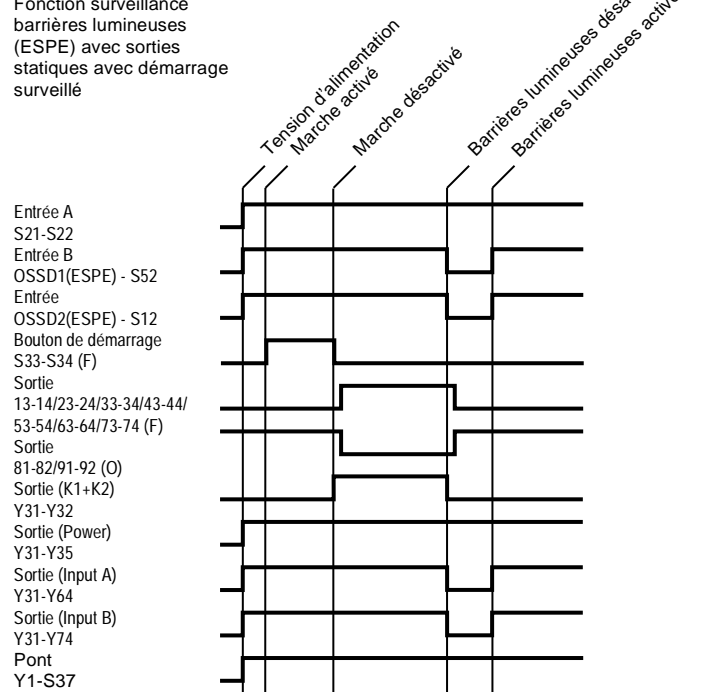 Fonction surveillance
barrières lumineuses
(ESPE) avec sorties
statiques avec démarrage
surveillé
Tension d'alimentation
Marche activé
Marche désactivé
Barrières lumineuses
Barrières lumineuses
Entrée A
S21-S22
Entrée B
OSSD1(ESPE) - S52
Entrée
OSSD2(ESPE) - S12
Bouton de démarrage
S33-S34 (F)
Sortie
13-14/23-24/33-34/43-44/
53-54/63-64/73-74 (F)
Sortie
81-82/91-92 (O)
Sortie (K1+K2)
Y31-Y32
Sortie (Power)
Y31-Y35
Sortie (Input A)
Y31-Y64
Sortie (Input B)
Y31-Y74
Pont
Y1-S37